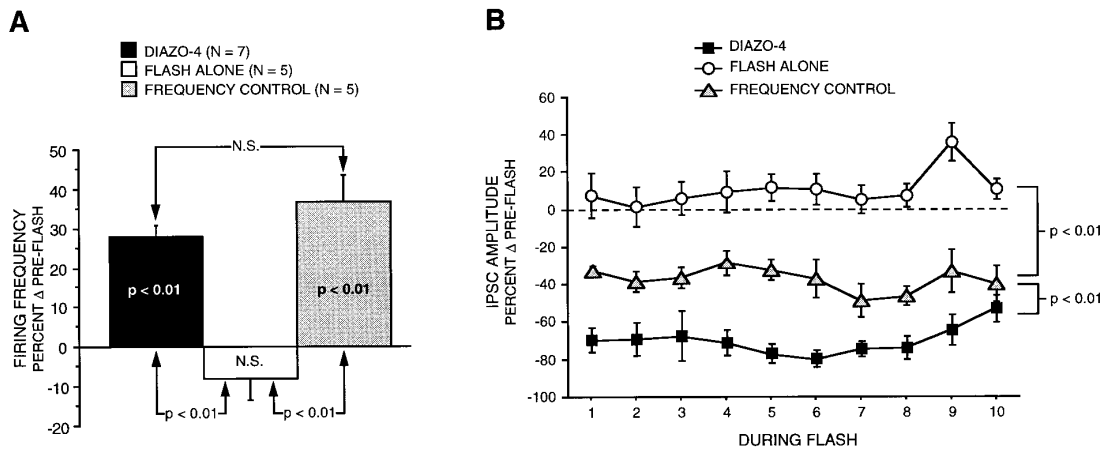 A
DIAZO-4 (N = 7)
FLASH ALONE (N = 5)
FREQUENCY CONTROL (N = 5)
FIRING FREQUENCY
PERCENT Δ PRE-FLASH
50
40
30
20
10
0
-10
-20
N.S.
p < 0.01
p < 0.01
N.S.
p < 0.01
p < 0.01
B
DIAZO-4
FLASH ALONE
FREQUENCY CONTROL
IPSC AMPLITUDE
PERCENT Δ PRE-FLASH
60
40
20
0
-20
-40
-60
-80
-100
p < 0.01
p < 0.01
1 2 3 4 5 6 7 8 9 10
DURING FLASH